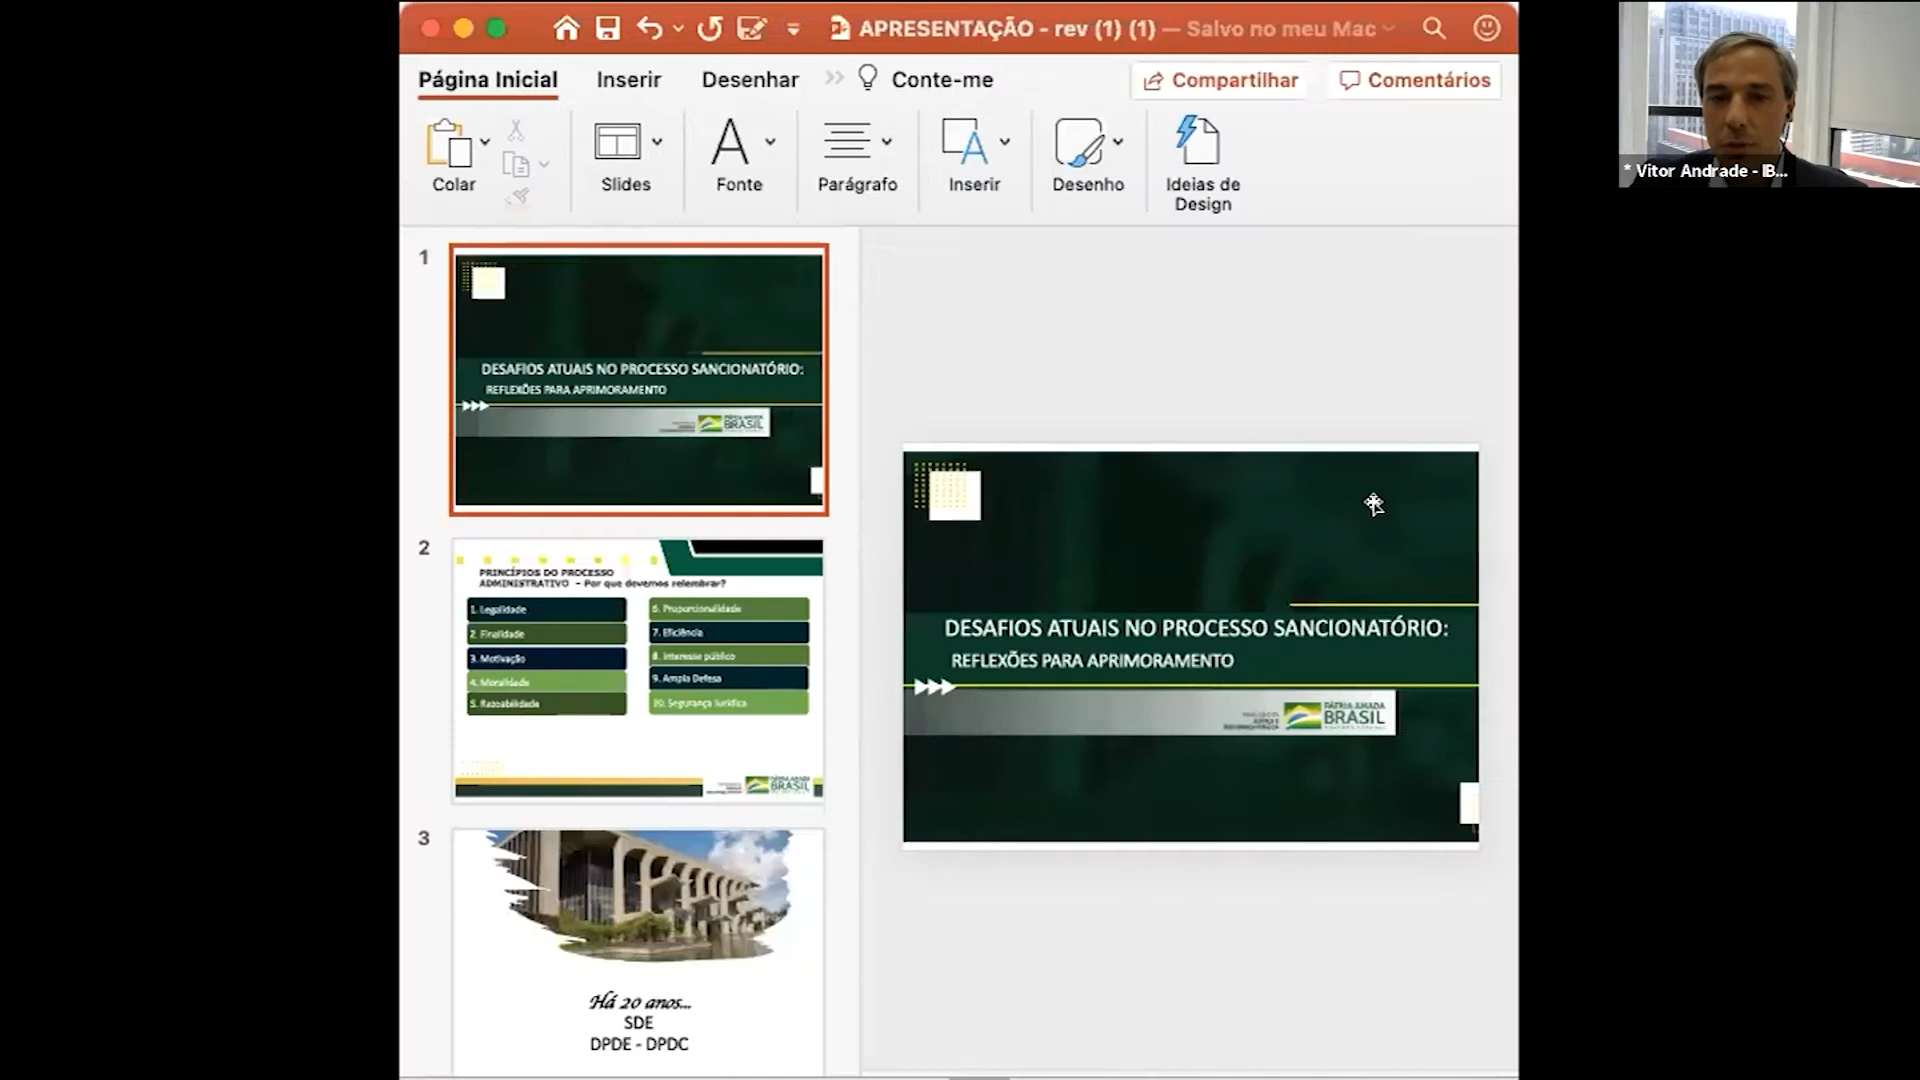 APRESENTAÇÃO - rev (1) (1) — Salvo no meu Mac
Página Inicial
Inserir
Desenhar
Conte-me
Compartilhar
Comentários
Colar
Slides
Fonte
Parágrafo
Inserir
Desenho
Ideias de
Design
1
DESAFIOS ATUAIS NO PROCESSO SANCIONATÓRIO:
REFLEXÕES PARA APRIMORAMENTO
PÁTRIA AMADA
BRASIL
2
PRINCÍPIOS DO PROCESSO
ADMINISTRATIVO - Por que devemos relembrar?
1. Legalidade
2. Finalidade
3. Motivação
4. Moralidade
5. Razoabilidade
6. Proporcionalidade
7. Eficiência
8. Interesse público
9. Ampla Defesa
10. Segurança Jurídica
PÁTRIA AMADA
BRASIL
3
Há 20 anos...
SDE
DPDE - DPDC
DESAFIOS ATUAIS NO PROCESSO SANCIONATÓRIO:
REFLEXÕES PARA APRIMORAMENTO
PÁTRIA AMADA
BRASIL
* Vitor Andrade - IB...